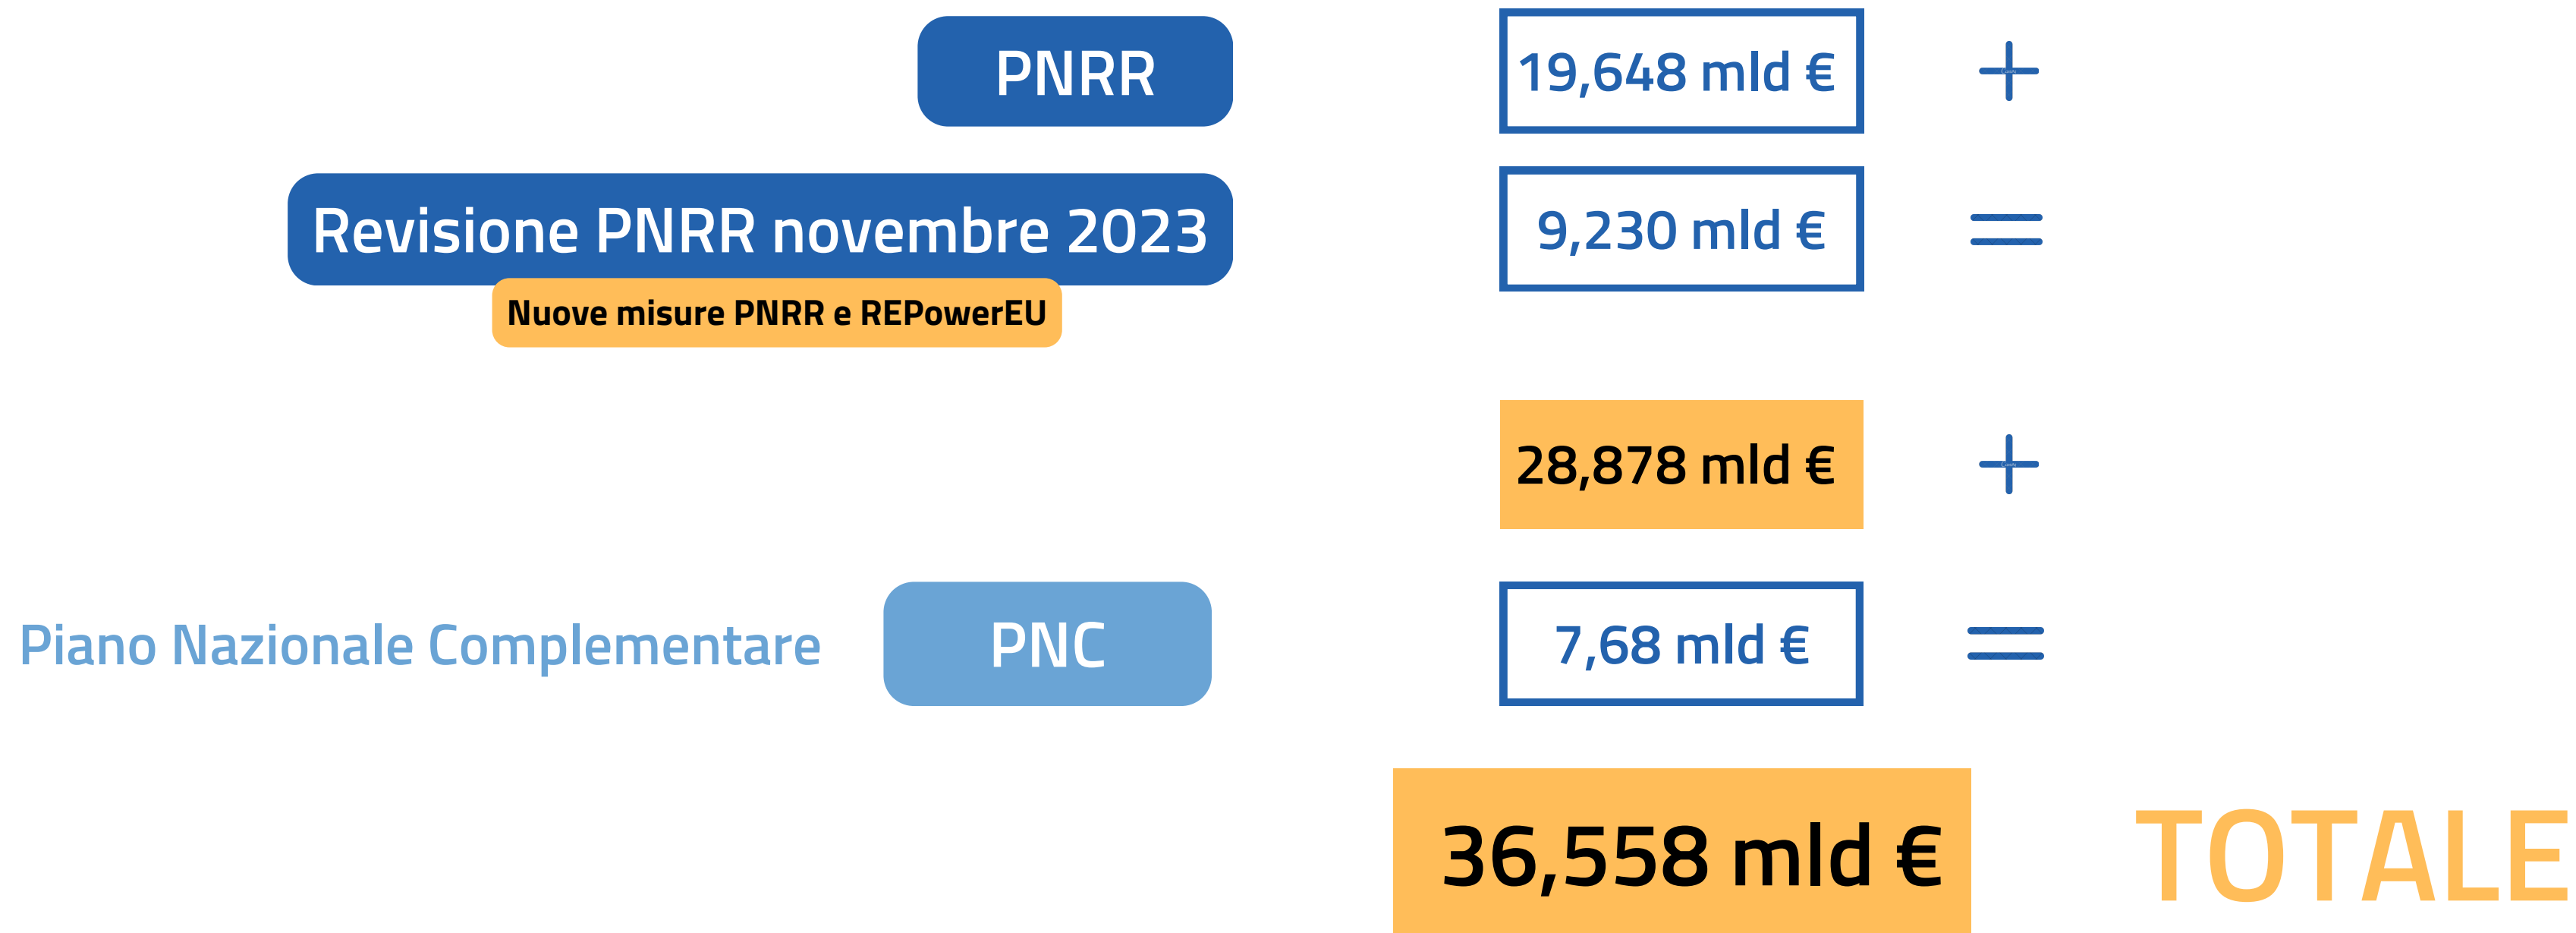 PNRR
19,648 mld €
+
Revisione PNRR novembre 2023
9,230 mld €
=
Nuove misure PNRR e REPowerEU
28,878 mld €
+
Piano Nazionale Complementare
PNC
7,68 mld €
=
36,558 mld €
TOTALE